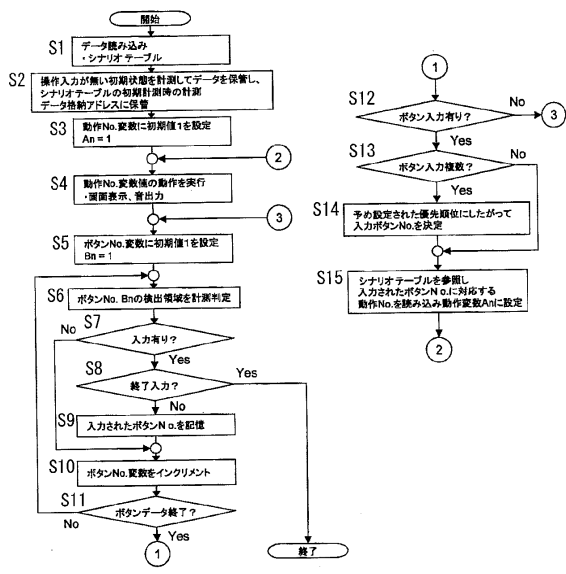 開始
S1
データ読み込み
・シナリオテーブル
S2
操作入力が無い初期状態を計測してデータを保管し、
シナリオテーブルの初期計測時の計測
データ格納アドレスに保管
S3
動作No.変数に初期値1を設定
An = 1
2
S4
動作No.変数値の動作を実行
・画面表示、音出力
3
S5
ボタンNo.変数に初期値1を設定
Bn = 1
S6
ボタンNo. Bnの検出領域を計測判定
S7
No
入力有り?
Yes
S8
終了入力?
Yes
No
S9
入力されたボタンNo.を記憶
S10
ボタンNo.変数をインクリメント
S11
ボタンデータ終了?
No
Yes
1
終了
1
S12
ボタン入力有り?
No
3
Yes
S13
ボタン入力複数?
No
Yes
S14
予め設定された優先順位にしたがって
入力ボタンNo.を決定
S15
シナリオテーブルを参照し
入力されたボタンNo.に対応する
動作No.を読み込み動作変数Anに設定
2